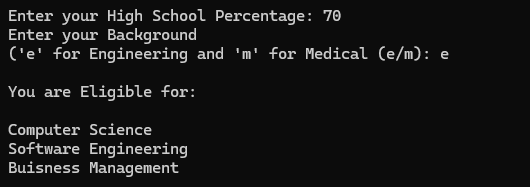 Enter your High School Percentage: 70
Enter your Background
('e' for Engineering and 'm' for Medical (e/m): e
You are Eligible for:
Computer Science
Software Engineering
Buisness Management